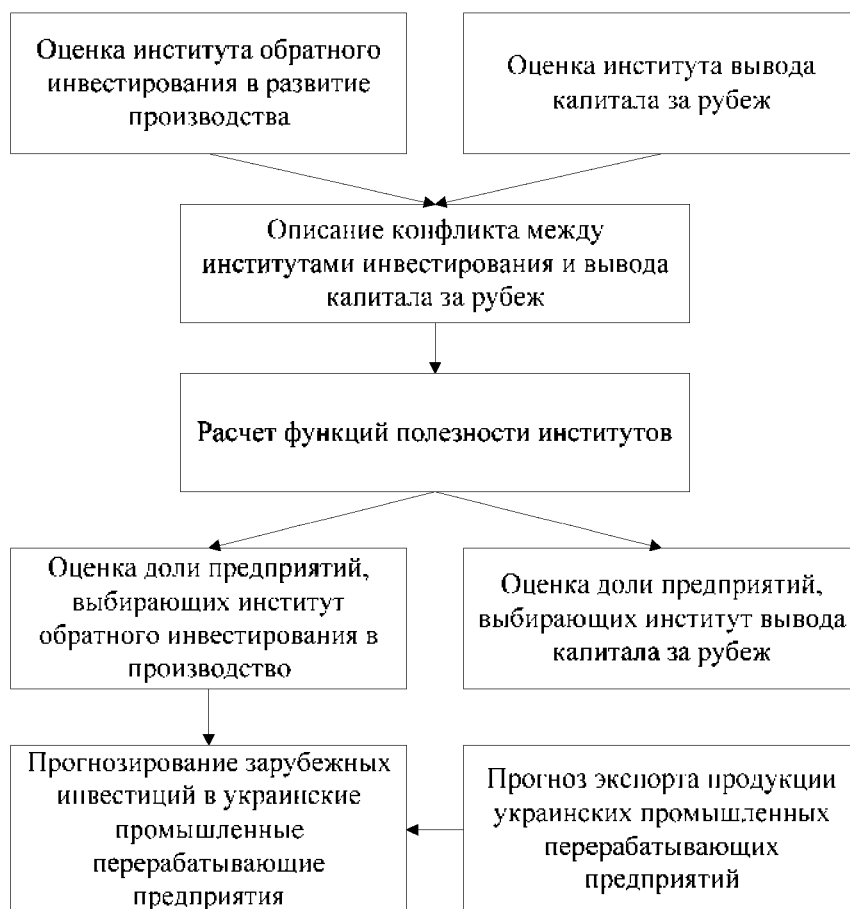 Оценка института обратного
инвестирования в развитие
производства
Оценка института вывода
капитала за рубеж
Описание конфликта между
институтами инвестирования и вывода
капитала за рубеж
Расчет функций полезности институтов
Оценка доли предприятий,
выбирающих институт
обратного инвестирования в
производство
Оценка доли предприятий,
выбирающих институт вывода
капитала за рубеж
Прогнозирование зарубежных
инвестиций в украинские
промышленные
перерабатывающие
предприятия
Прогноз экспорта продукции
украинских промышленных
перерабатывающих
предприятий